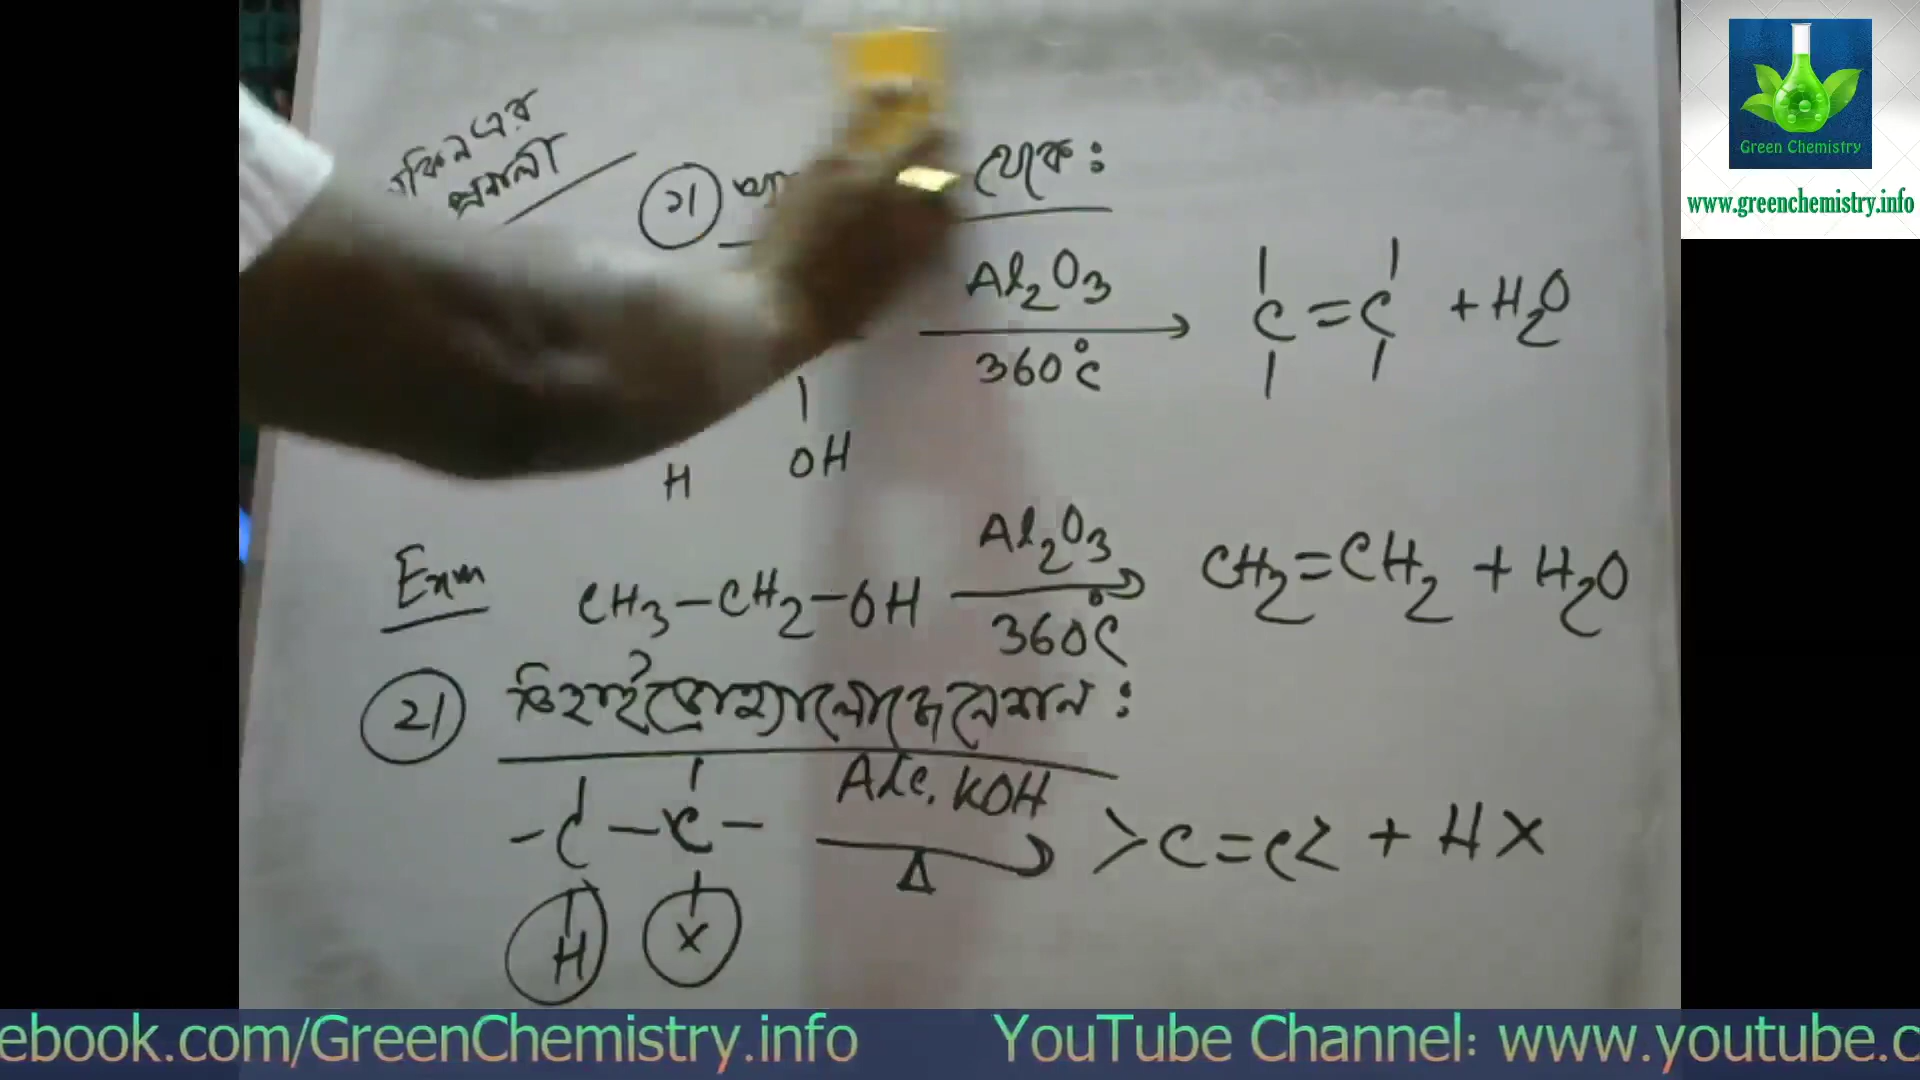 এর
প্রণালী
১। থেকে :
Al2O3
360°C
C = C + H2O
H OH
Exm CH3-CH2-OH Al2O3 360°C CH2=CH2 + H2O
২। ডিহাইড্রোহ্যালোজেনেশন :
-C-C- Alc. KOH Δ >C=C< + HX
H X
Green Chemistry
www.greenchemistry.info
ebook.com/GreenChemistry.info YouTube Channel: www.youtube.c